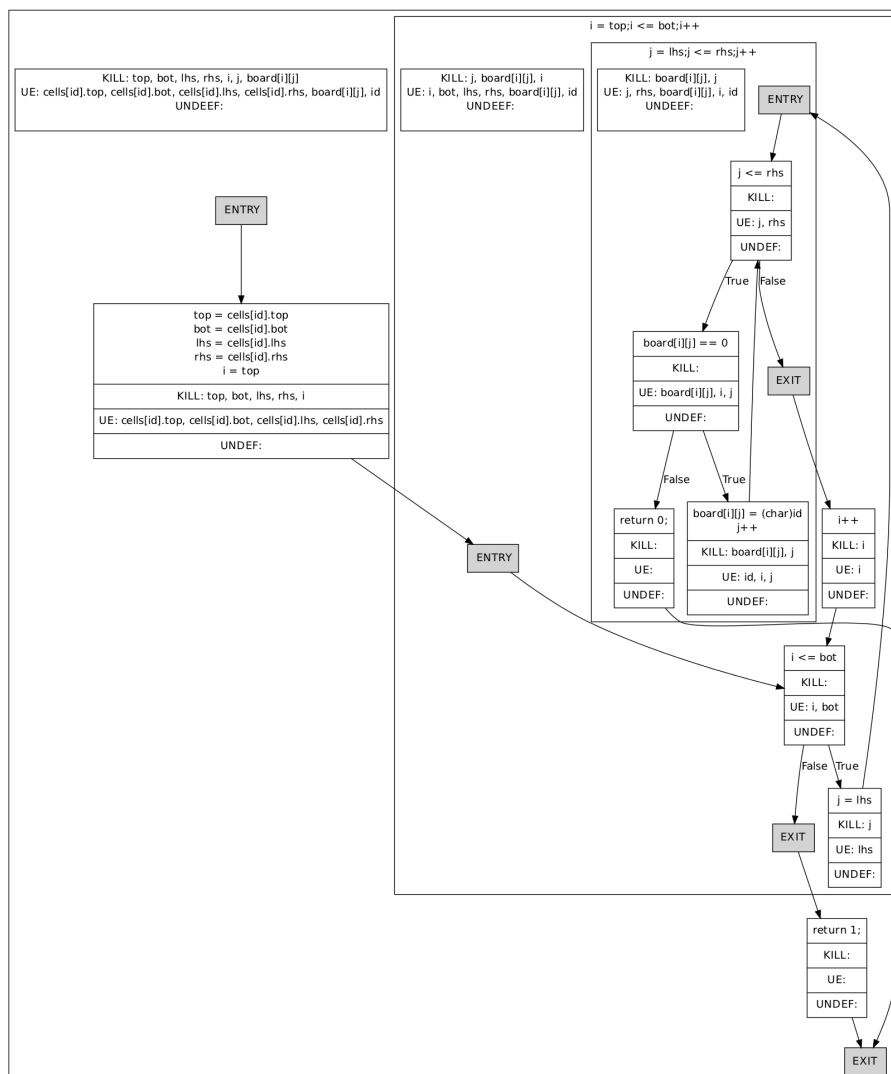 i = top;i <= bot;i++
j = lhs;j <= rhs;j++
KILL: top, bot, lhs, rhs, i, j, board[i][j]
UE: cells[id].top, cells[id].bot, cells[id].lhs, cells[id].rhs, board[i][j], id
UNDEEF:
KILL: j, board[i][j], i
UE: i, bot, lhs, rhs, board[i][j], id
UNDEEF:
KILL: board[i][j], j
UE: j, rhs, board[i][j], i, id
UNDEEF:
ENTRY
j <= rhs
KILL:
UE: j, rhs
UNDEF:
ENTRY
True
False
top = cells[id].top
bot = cells[id].bot
lhs = cells[id].lhs
rhs = cells[id].rhs
i = top
KILL: top, bot, lhs, rhs, i
UE: cells[id].top, cells[id].bot, cells[id].lhs, cells[id].rhs
UNDEF:
board[i][j] == 0
KILL:
UE: board[i][j], i, j
UNDEF:
EXIT
False
True
return 0;
KILL:
UE:
UNDEF:
board[i][j] = (char)id
j++
KILL: board[i][j], j
UE: id, i, j
UNDEF:
i++
KILL: i
UE: i
UNDEF:
ENTRY
i <= bot
KILL:
UE: i, bot
UNDEF:
False
True
j = lhs
KILL: j
UE: lhs
UNDEF:
EXIT
return 1;
KILL:
UE:
UNDEF:
EXIT